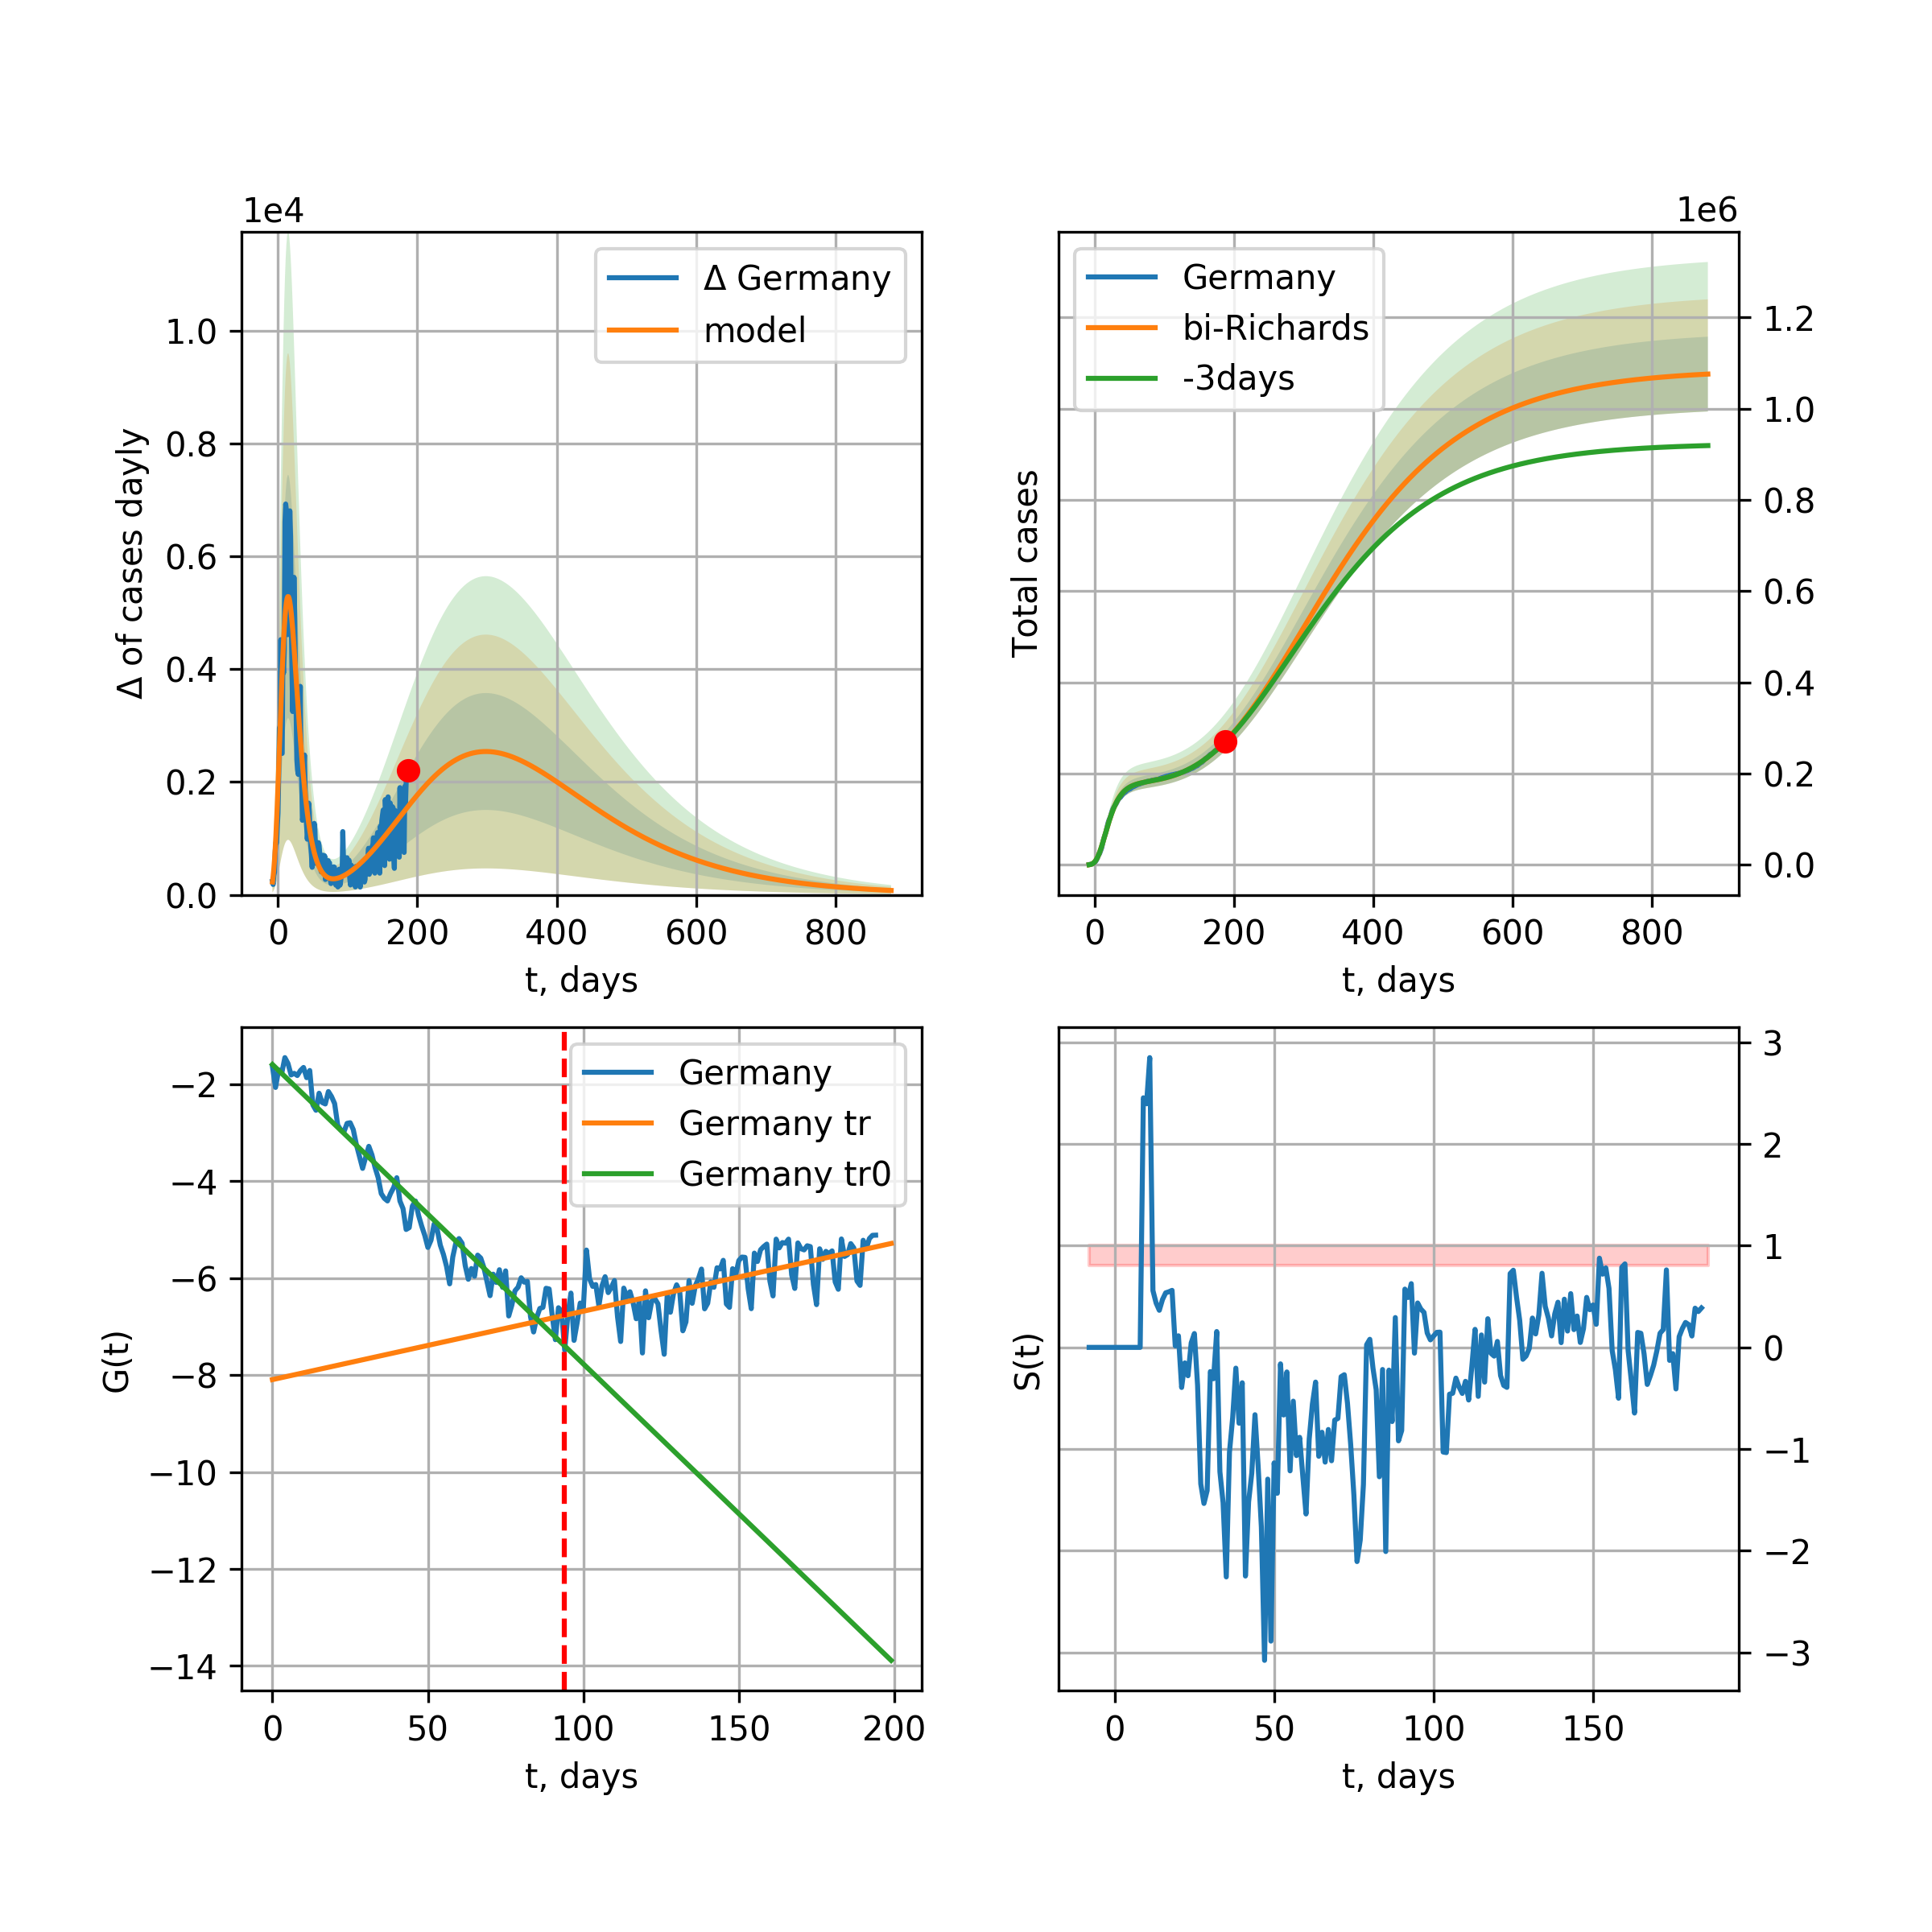 1e4
Δ of cases dayly
1.0
0.8
0.6
0.4
0.2
0.0
0 200 400 600 800
t, days
Δ Germany
model
1e6
Total cases
1.2
1.0
0.8
0.6
0.4
0.2
0.0
0 200 400 600 800
t, days
Germany
bi-Richards
-3days
G(t)
−2
−4
−6
−8
−10
−12
−14
0 50 100 150 200
t, days
Germany
Germany tr
Germany tr0
S(t)
3
2
1
0
−1
−2
−3
0 50 100 150
t, days